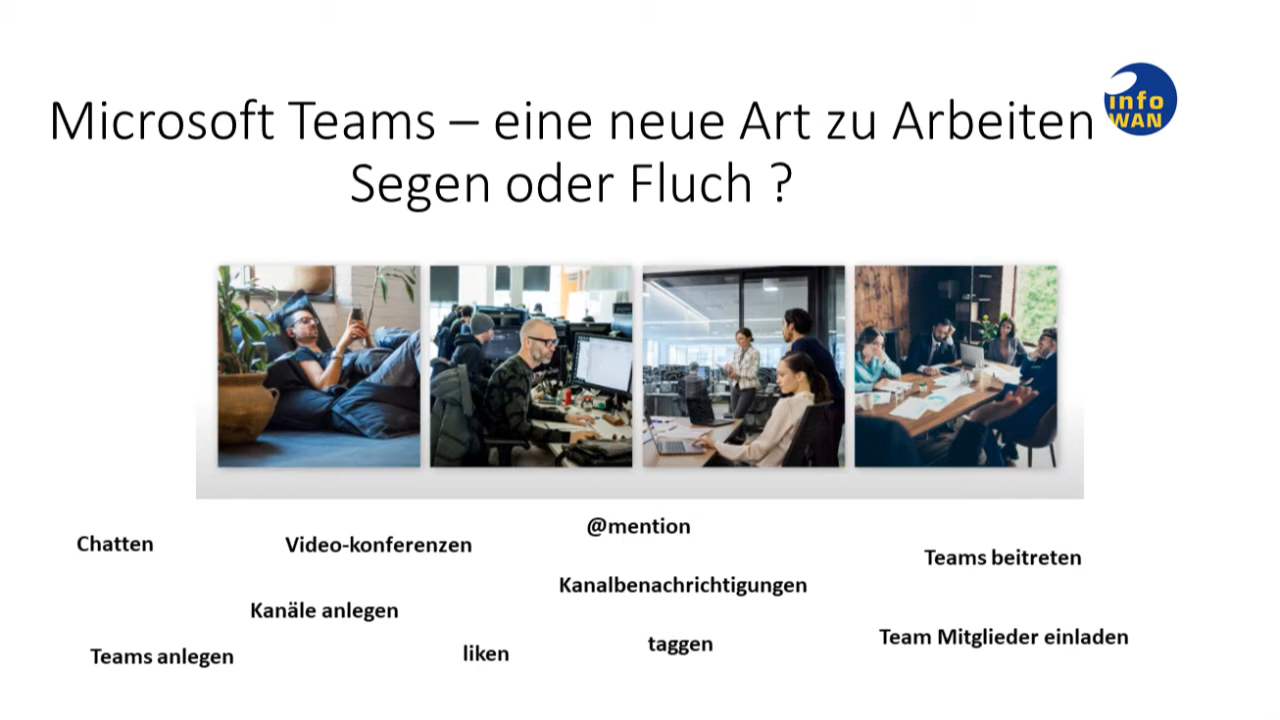 Microsoft Teams – eine neue Art zu Arbeiten
Segen oder Fluch ?
info
WAN
@mention
Chatten
Video-konferenzen
Teams beitreten
Kanalbenachrichtigungen
Kanäle anlegen
Team Mitglieder einladen
taggen
liken
Teams anlegen